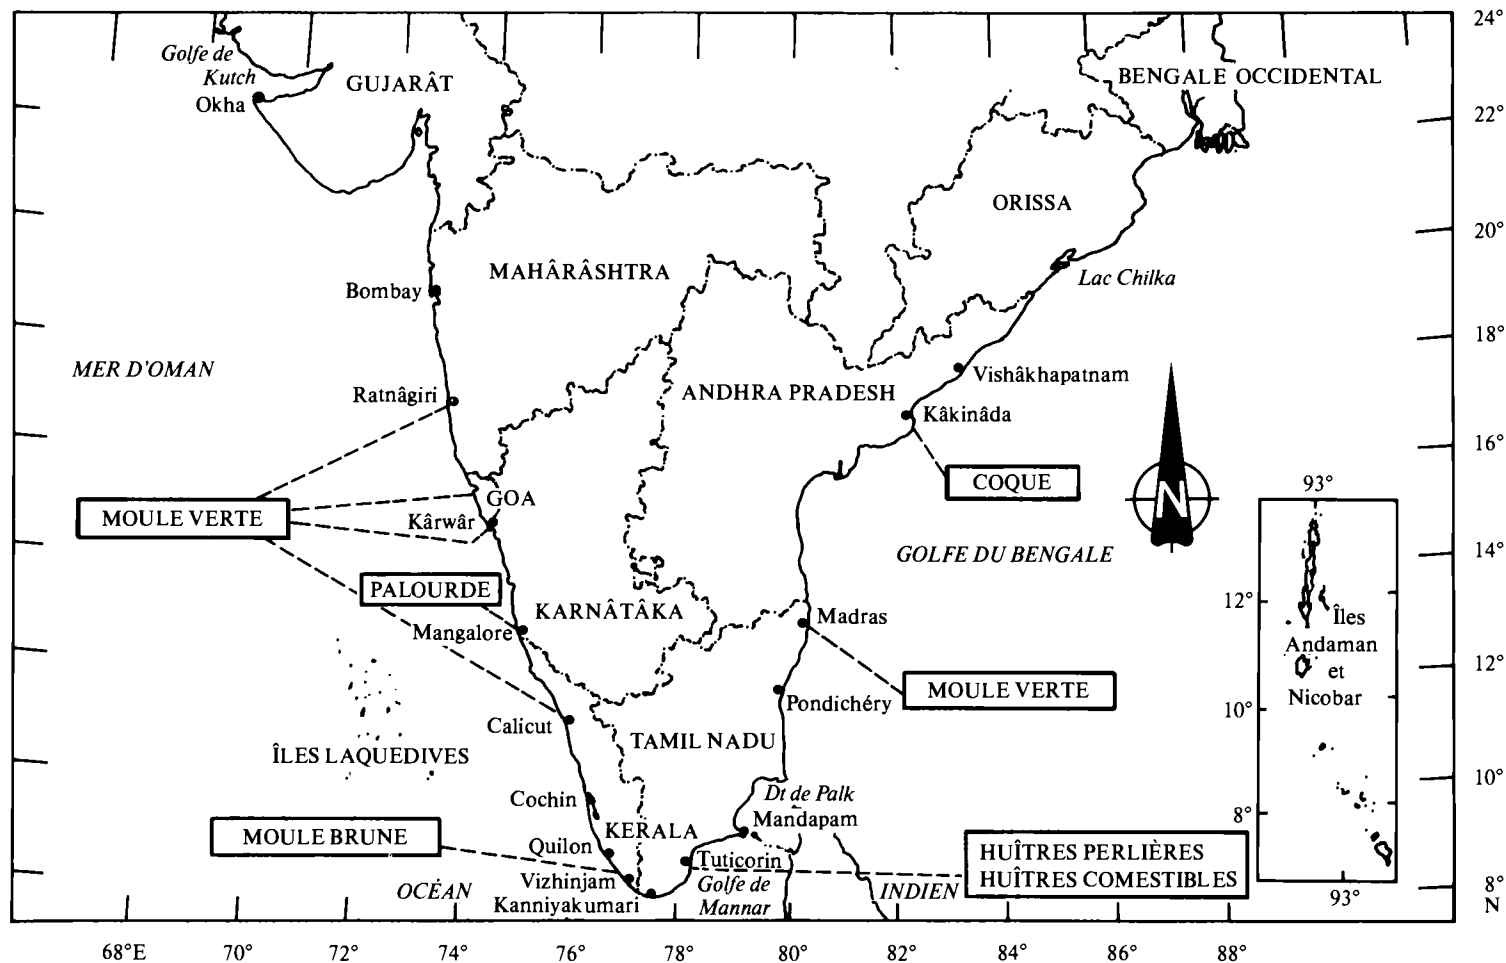 24°
Golfe de
Kutch
Okha
GUJARÂT
BENGALE OCCIDENTAL
22°
ORISSA
20°
MAHÂRÂSHTRA
Lac Chilka
Bombay
18°
MER D'OMAN
Vishâkhapatnam
Ratnâgiri
ANDHRA PRADESH
Kâkinâda
16°
COQUE
N
93°
GOA
MOULE VERTE
Kârwâr
GOLFE DU BENGALE
14°
PALOURDE
KARNÂTÂKA
12°
Îles
Andaman
et
Nicobar
Madras
Mangalore
12°
MOULE VERTE
Pondichéry
10°
Calicut
TAMIL NADU
ÎLES LAQUEDIVES
10°
Cochin
Dt de Palk
Mandapam
8°
MOULE BRUNE
KERALA
Quilon
Tuticorin
HUÎTRES PERLIÈRES
HUÎTRES COMESTIBLES
Vizhinjam
Kanniyakumari
Golfe de
Mannar
OCÉAN
INDIEN
93°
8°
N
68°E 70° 72° 74° 76° 78° 80° 82° 84° 86° 88°